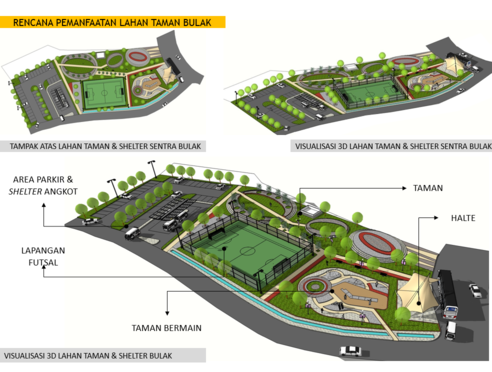 RENCANA PEMANFAATAN LAHAN TAMAN BULAK
TAMPAK ATAS LAHAN TAMAN & SHELTER SENTRA BULAK
VISUALISASI 3D LAHAN TAMAN & SHELTER SENTRA BULAK
AREA PARKIR &
SHELTER ANGKOT
TAMAN
HALTE
LAPANGAN
FUTSAL
TAMAN BERMAIN
VISUALISASI 3D LAHAN TAMAN & SHELTER BULAK